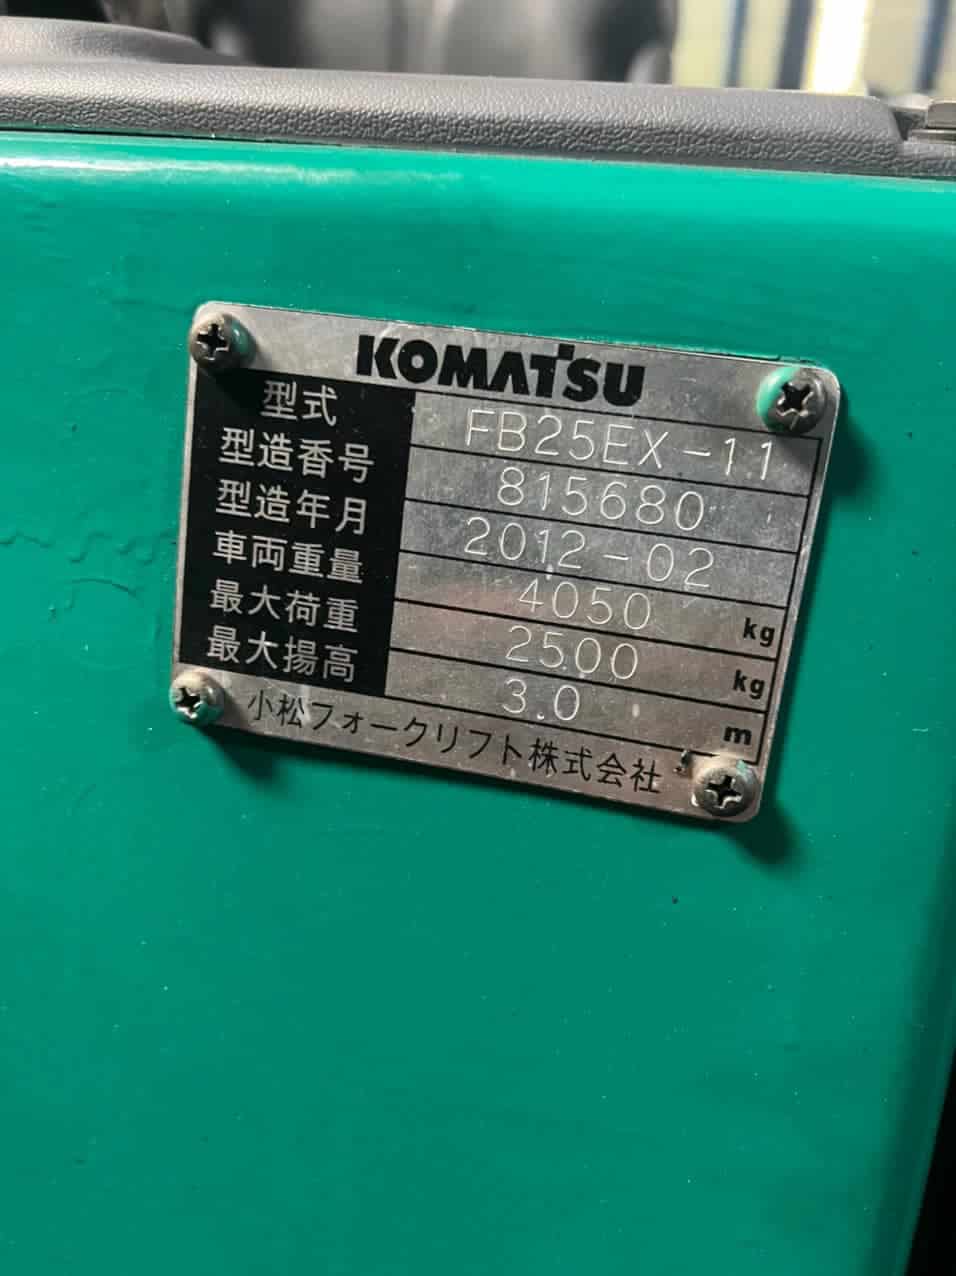 KOMATSU
型式 FB25EX-11
型造香号 815680
型造年月 2012-02
車両重量 4050 kg
最大荷重 2500 kg
最大揚高 3.0 m
小松フォークリフト株式会社